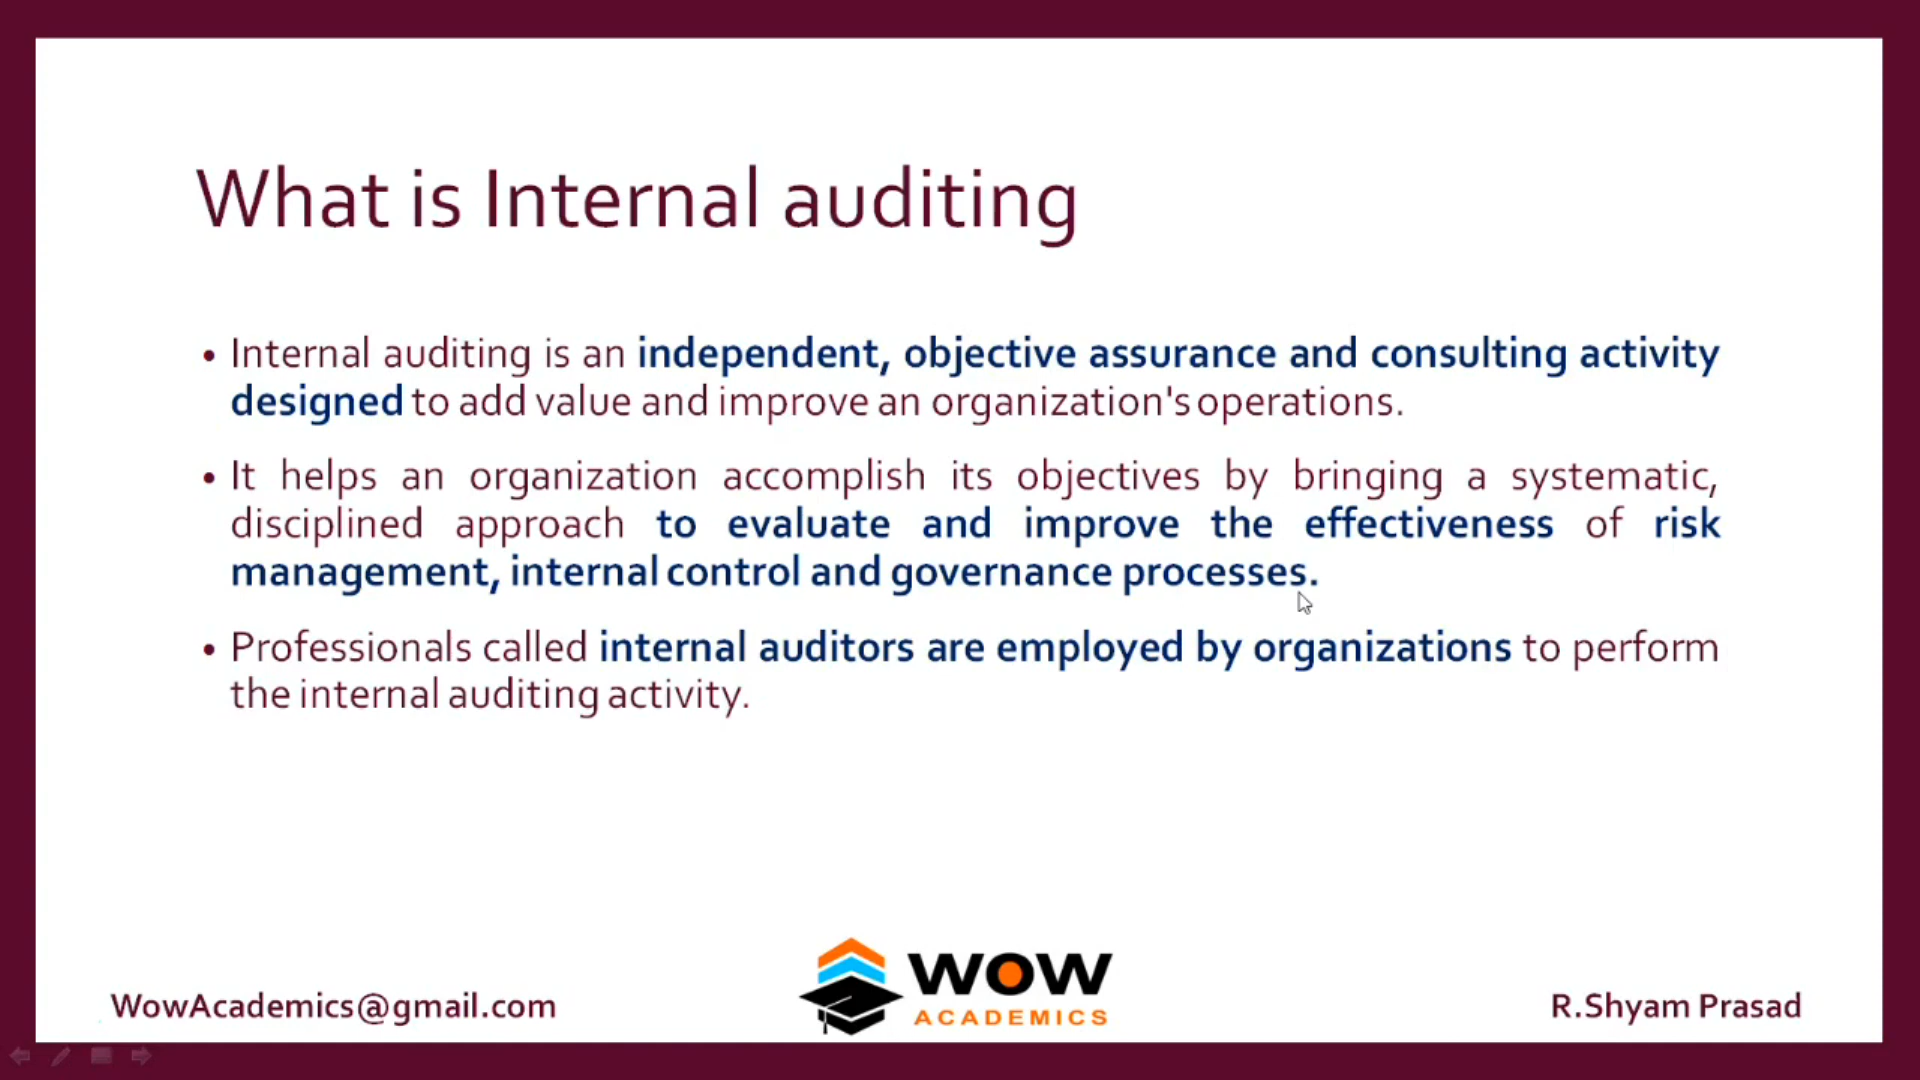 What is Internal auditing
• Internal auditing is an independent, objective assurance and consulting activity
designed to add value and improve an organization's operations.
• It helps an organization accomplish its objectives by bringing a systematic,
disciplined approach to evaluate and improve the effectiveness of risk
management, internal control and governance processes.
• Professionals called internal auditors are employed by organizations to perform
the internal auditing activity.
WowAcademics@gmail.com
WOW
ACADEMICS
R.Shyam Prasad